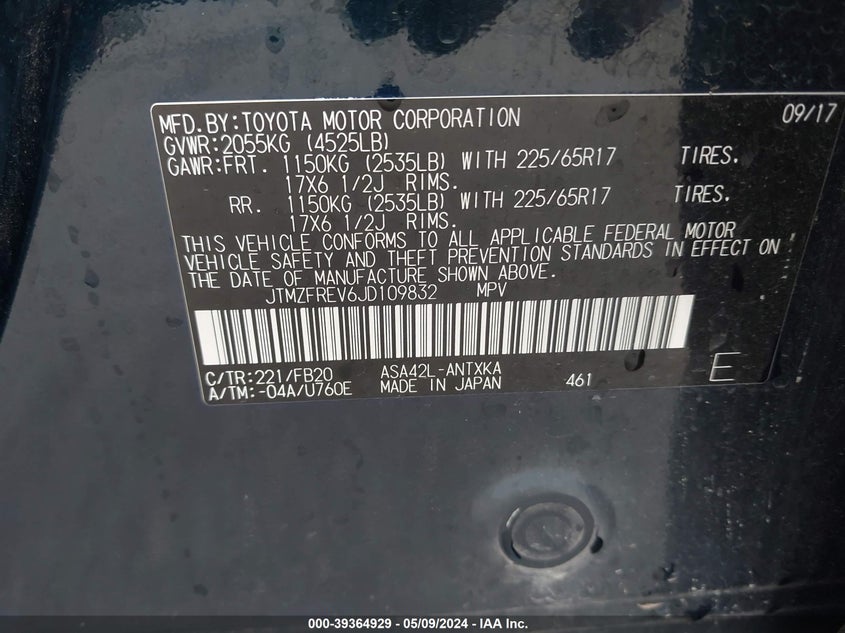 MFD.BY:TOYOTA MOTOR CORPORATION 09/17
GVWR:2055KG (4525LB)
GAWR:FRT. 1150KG (2535LB) WITH 225/65R17 TIRES.
17X6 1/2J RIMS.
RR. 1150KG (2535LB) WITH 225/65R17 TIRES.
17X6 1/2J RIMS.
THIS VEHICLE CONFORMS TO ALL APPLICABLE FEDERAL MOTOR
VEHICLE SAFETY AND THEFT PREVENTION STANDARDS IN EFFECT ON
THE DATE OF MANUFACTURE SHOWN ABOVE.
JTMZFREV6JD109832 MPV
C/TR:221/FB20 ASA42L-ANTXKA
A/TM:-04A/U760E MADE IN JAPAN 461 E
000-39364929 - 05/09/2024 - IAA Inc.